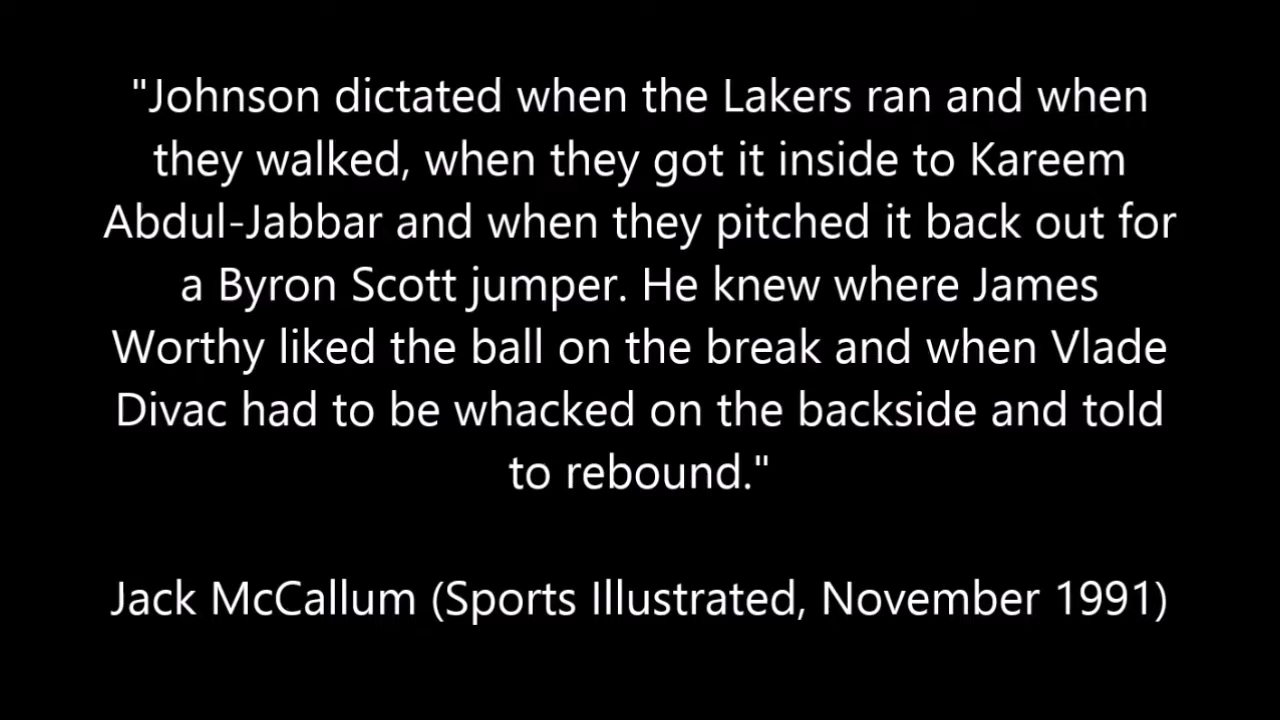 "Johnson dictated when the Lakers ran and when
they walked, when they got it inside to Kareem
Abdul-Jabbar and when they pitched it back out for
a Byron Scott jumper. He knew where James
Worthy liked the ball on the break and when Vlade
Divac had to be whacked on the backside and told
to rebound."
Jack McCallum (Sports Illustrated, November 1991)